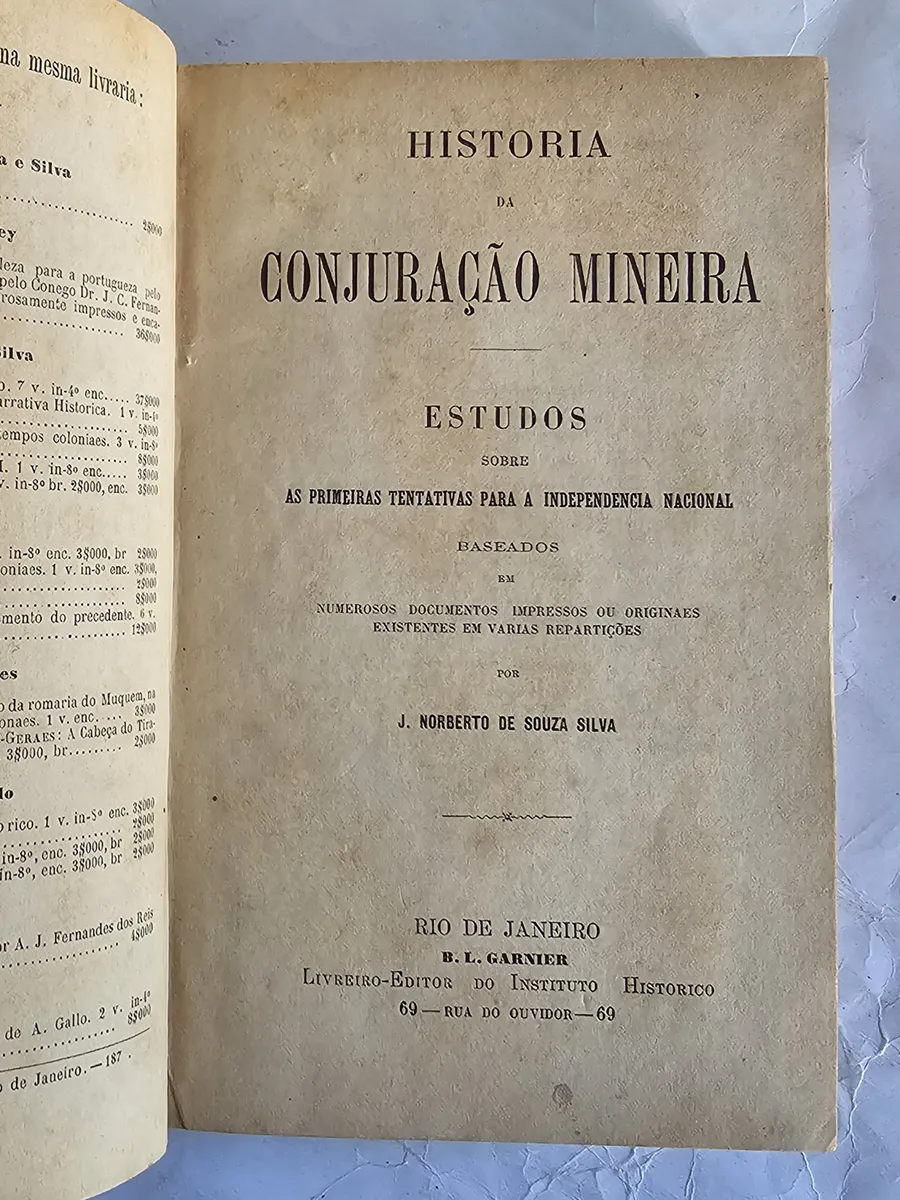 na mesma livraria:
a e Silva
2$000
ey
leza para a portugueza pelo
pelo Conego Dr. J. C. Fernan-
rosamente impressos e enca-
36$000
Silva
o. 7 v. in-4º enc..... 37$000
arrativa Historica. 1 v. in-4º
5$000
tempos coloniaes. 3 v. in-8º
8$000
I. 1 v. in-8º enc..... 3$000
v. in-8º br. 2$000, enc. 3$000
. in-8º enc. 3$000, br 2$000
oniaes. 1 v. in-8º enc. 3$000,
2$000
8$000
emento do precedente. 6 v.
12$000
es
o da romaria do Muquem, na
onaes. 1 v. enc.... 3$000
-GERAES: A Cabeça do Tira-
3$000, br......... 2$000
lo
o rico. 1 v. in-8º enc. 3$000
2$000
in-8º, enc. 3$000, br 2$000
in-8º, enc. 3$000, br 2$000
or A. J. Fernandes dos Reis
4$000
de A. Gallo. 2 v. in-4º
8$000
o de Janeiro.—187 .
HISTORIA
DA
CONJURAÇÃO MINEIRA
ESTUDOS
SOBRE
AS PRIMEIRAS TENTATIVAS PARA A INDEPENDENCIA NACIONAL
BASEADOS
EM
NUMEROSOS DOCUMENTOS IMPRESSOS OU ORIGINAES
EXISTENTES EM VARIAS REPARTIÇÕES
POR
J. NORBERTO DE SOUZA SILVA
RIO DE JANEIRO
B. L. GARNIER
LIVREIRO-EDITOR DO INSTITUTO HISTORICO
69—RUA DO OUVIDOR—69